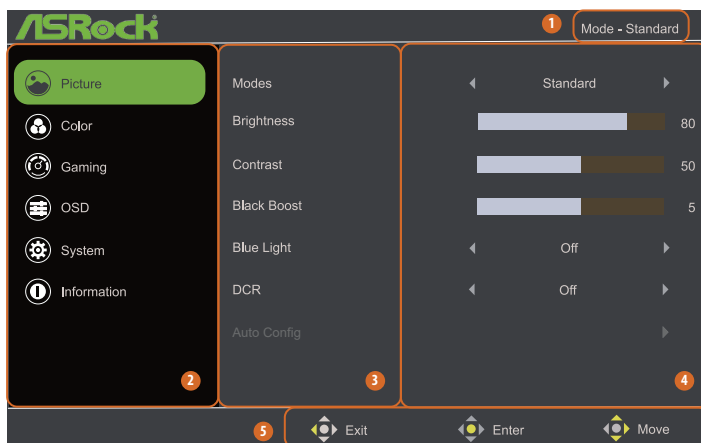 ASRock
1
Mode - Standard
Picture
Modes
Standard
Color
Brightness
80
Gaming
Contrast
50
OSD
Black Boost
5
System
Blue Light
Off
Information
DCR
Off
Auto Config
2
3
4
5
Exit
Enter
Move